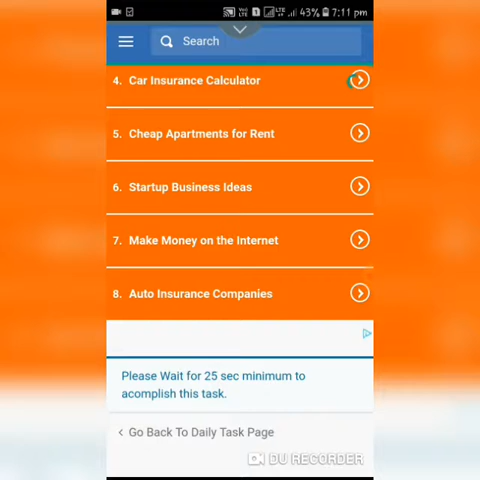 43% 7:11 pm
Search
4. Car Insurance Calculator
5. Cheap Apartments for Rent
6. Startup Business Ideas
7. Make Money on the Internet
8. Auto Insurance Companies
Please Wait for 25 sec minimum to
acomplish this task.
Go Back To Daily Task Page
DU RECORDER